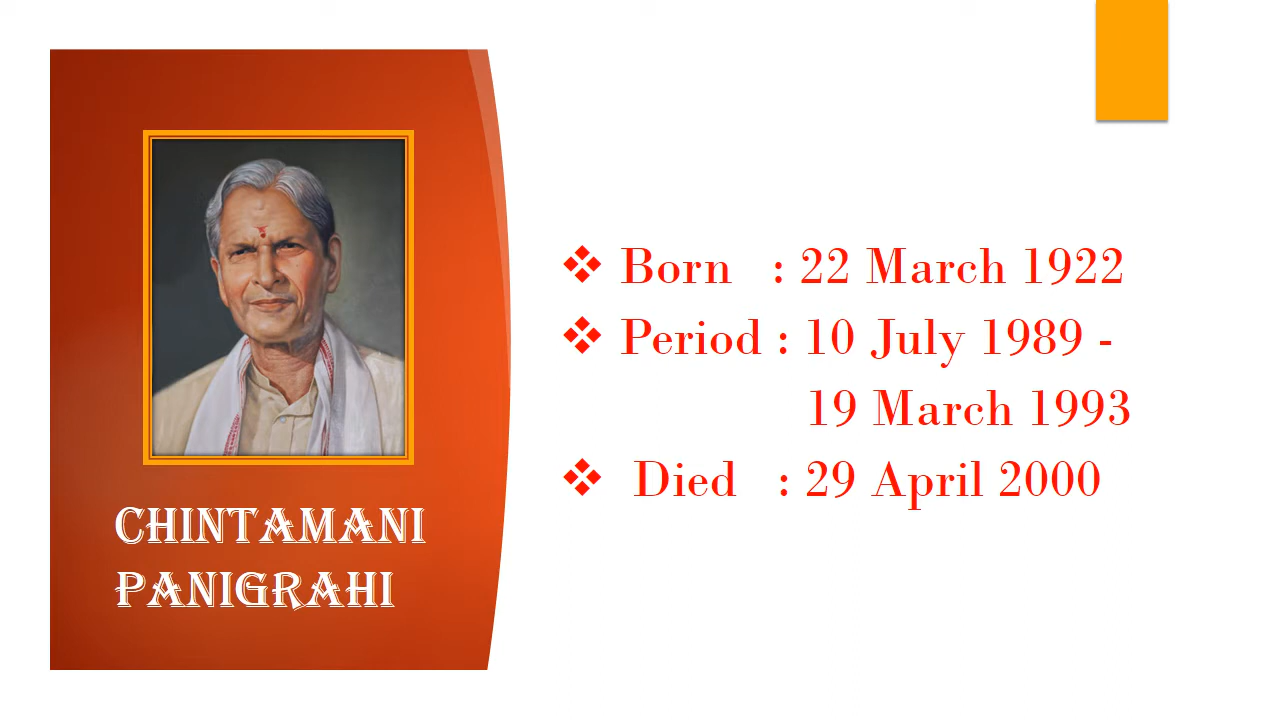 CHINTAMANI
PANIGRAHI
Born : 22 March 1922
Period : 10 July 1989 -
19 March 1993
Died : 29 April 2000